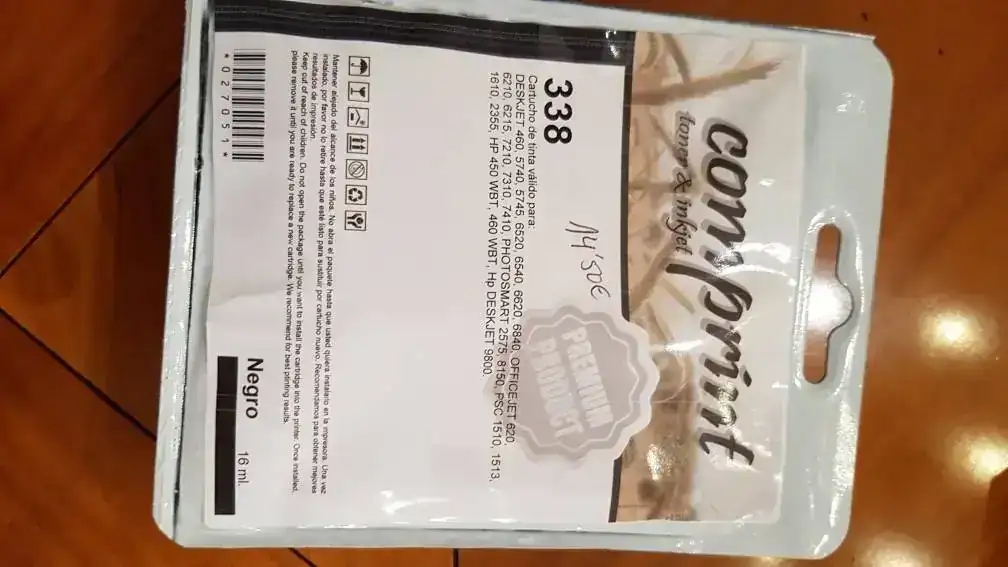 comprint
toner & inkjet
PREMIUM
PRODUCT
14'50€
338
Cartucho de tinta válido para:
DESKJET 460, 5740, 5745, 6520, 6540, 6620, 6840, OFFICEJET 620,
6210, 6215, 7210, 7310, 7410, PHOTOSMART 2575, 8150, PSC 1510, 1513,
1610, 2355, HP 450 WBT, 460 WBT, Hp DESKJET 9800.
Mantener alejado del alcance de los niños. No abra el paquete hasta que usted quiera instalarlo en la impresora. Una vez
instalado, por favor no lo retire hasta que esté listo para sustituir por cartucho nuevo. Recomendamos para obtener mejores
resultados de impresión.
Keep out of reach of children. Do not open the package until you want to install the cartridge into the printer. Once installed,
please remove it until you are ready to replace a new cartridge. We recommend for best printing results.
*027051*
Negro
16 ml.